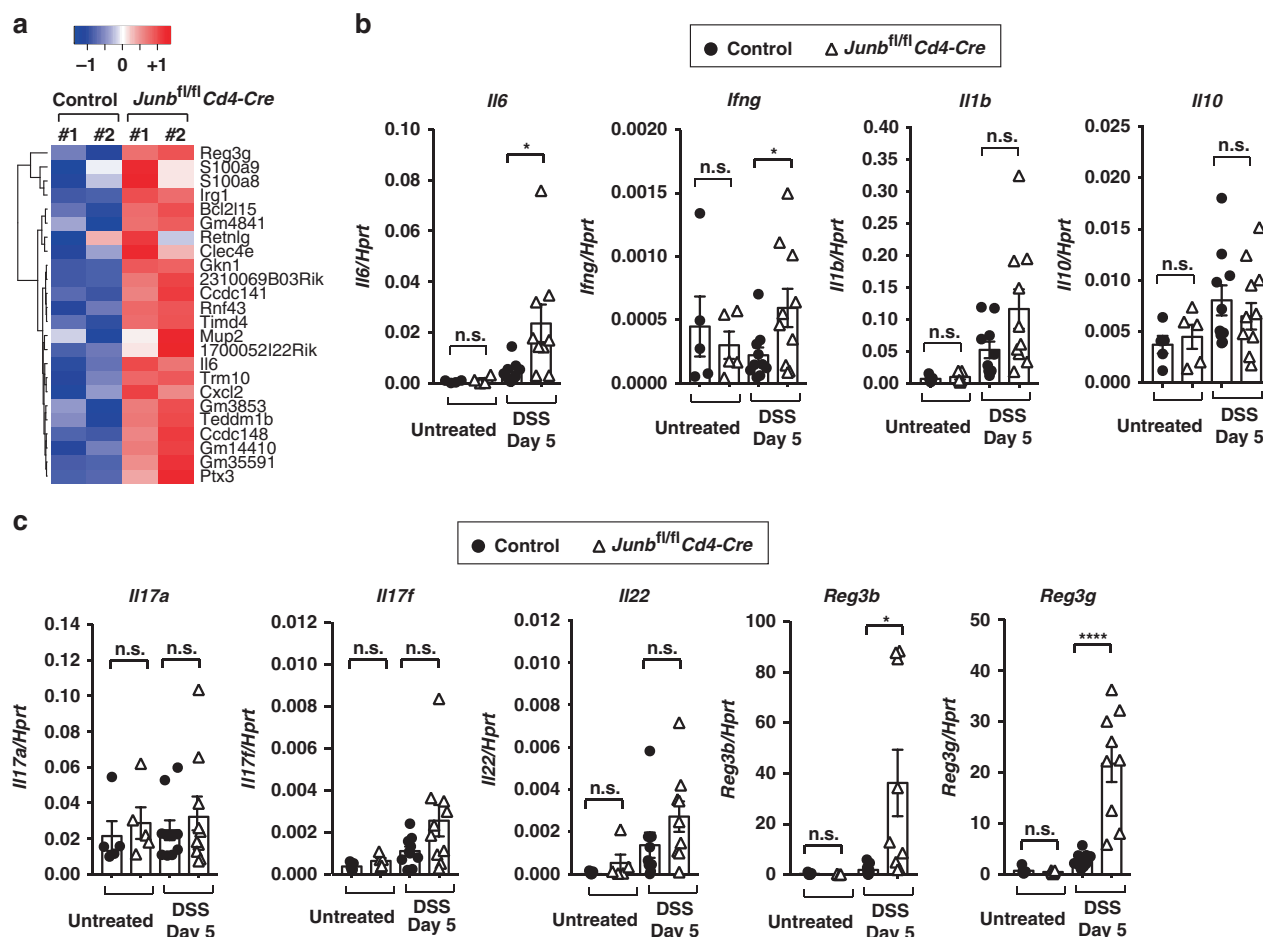 a
−1 0 +1
Control Junbfl/fl Cd4-Cre
#1 #2 #1 #2
Reg3g
S100a9
S100a8
Irg1
Bcl2l15
Gm4841
Retnlg
Clec4e
Gkn1
2310069B03Rik
Ccdc141
Rnf43
Timd4
Mup2
1700052I22Rik
Il6
Trm10
Cxcl2
Gm3853
Teddm1b
Ccdc148
Gm14410
Gm35591
Ptx3
b
Control Junbfl/fl Cd4-Cre
Il6
Il6/Hprt
0.10
0.08
0.06
0.04
0.02
0.00
n.s.
*
Untreated
DSS
Day 5
Ifng
Ifng/Hprt
0.0020
0.0015
0.0010
0.0005
0.0000
n.s.
*
Untreated
DSS
Day 5
Il1b
Il1b/Hprt
0.40
0.35
0.30
0.25
0.20
0.15
0.10
0.05
0.00
n.s.
n.s.
Untreated
DSS
Day 5
Il10
Il10/Hprt
0.025
0.020
0.015
0.010
0.005
0.000
n.s.
n.s.
Untreated
DSS
Day 5
c
Control Junbfl/fl Cd4-Cre
Il17a
Il17a/Hprt
0.14
0.12
0.10
0.08
0.06
0.04
0.02
0.00
n.s.
n.s.
Untreated
DSS
Day 5
Il17f
Il17f/Hprt
0.012
0.010
0.008
0.006
0.004
0.002
0.000
n.s.
n.s.
Untreated
DSS
Day 5
Il22
Il22/Hprt
0.012
0.010
0.008
0.006
0.004
0.002
0.000
n.s.
n.s.
Untreated
DSS
Day 5
Reg3b
Reg3b/Hprt
100
80
60
40
20
0
n.s.
*
Untreated
DSS
Day 5
Reg3g
Reg3g/Hprt
50
40
30
20
10
0
n.s.
****
Untreated
DSS
Day 5